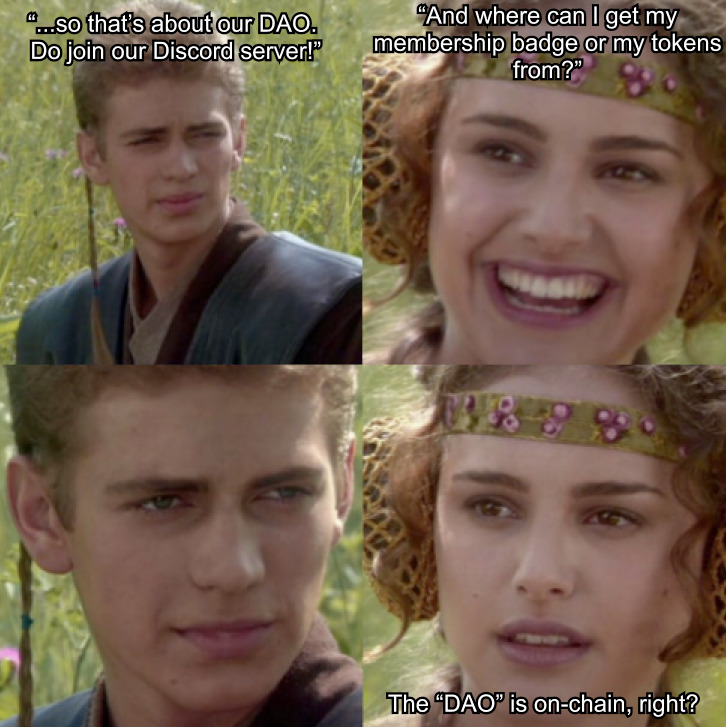 “...so that’s about our DAO.
Do join our Discord server!”
“And where can I get my
membership badge or my tokens
from?”
The “DAO” is on-chain, right?